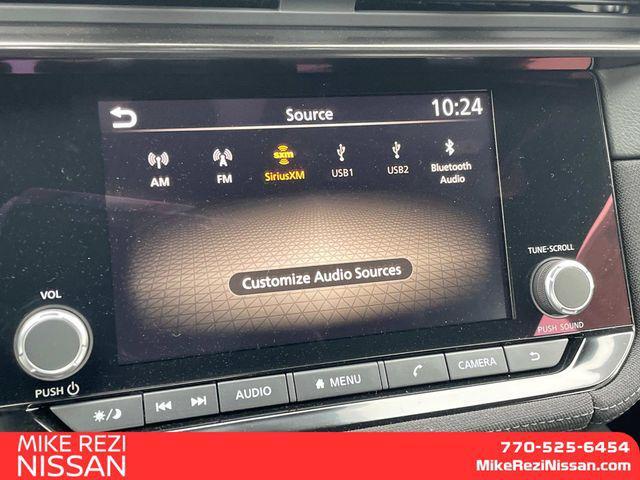 Source
10:24
AM
FM
SXM
SiriusXM
USB1
USB2
Bluetooth
Audio
Customize Audio Sources
VOL
PUSH
TUNE-SCROLL
PUSH SOUND
AUDIO
MENU
CAMERA
MIKE REZI
NISSAN
770-525-6454
MikeReziNissan.com